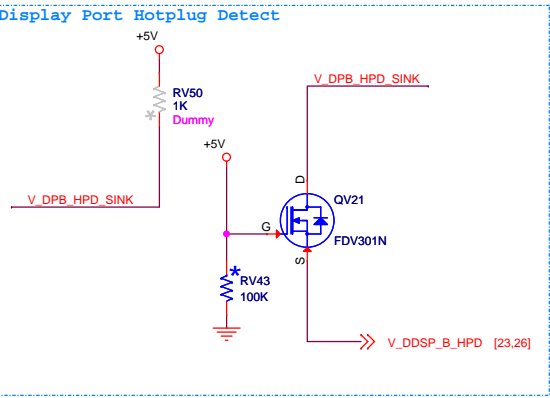 Display Port Hotplug Detect
+5V
RV50
1K
Dummy
*
V_DPB_HPD_SINK
+5V
V_DPB_HPD_SINK
D
QV21
G
FDV301N
S
*
RV43
100K
V_DDSP_B_HPD [23,26]